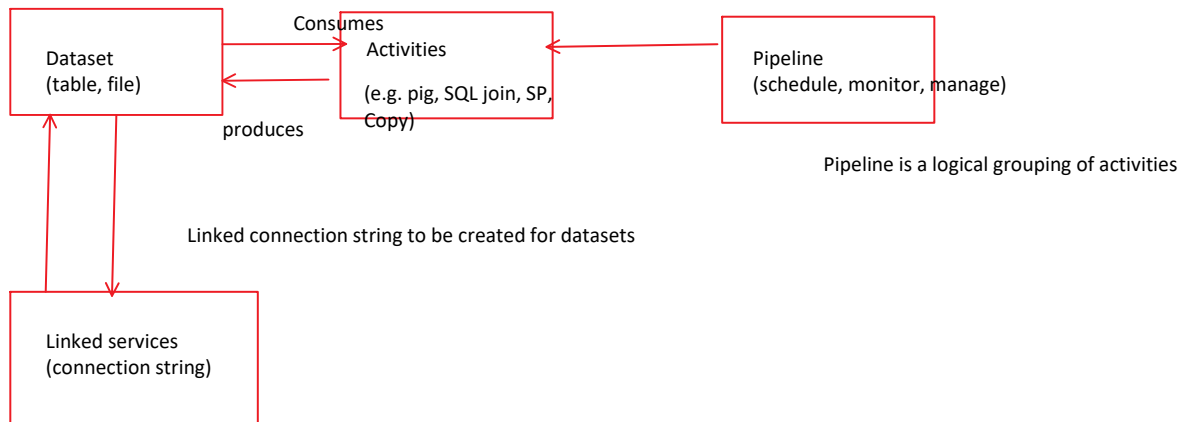 Consumes
Dataset
(table, file)
Activities
(e.g. pig, SQL join, SP,
Copy)
Pipeline
(schedule, monitor, manage)
produces
Pipeline is a logical grouping of activities
Linked connection string to be created for datasets
Linked services
(connection string)